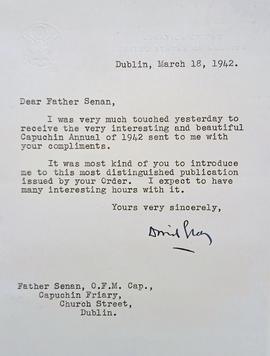 Dublin, March 18, 1942.
Dear Father Senan,
I was very much touched yesterday to
receive the very interesting and beautiful
Capuchin Annual of 1942 sent to me with
your compliments.
It was most kind of you to introduce
me to this most distinguished publication
issued by your Order. I expect to have
many interesting hours with it.
Yours very sincerely,
David Gray
Father Senan, O.F.M. Cap.,
Capuchin Friary,
Church Street,
Dublin.